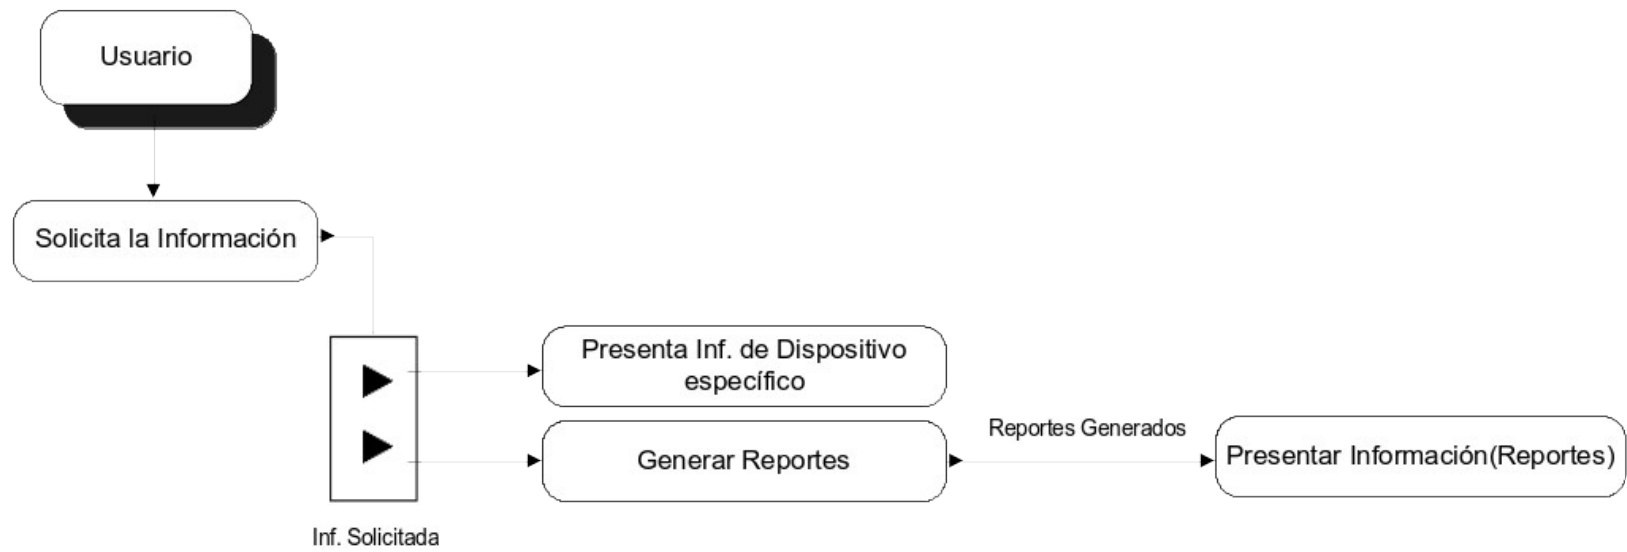 Usuario
Solicita la Información
Presenta Inf. de Dispositivo
específico
Generar Reportes
Reportes Generados
Presentar Información(Reportes)
Inf. Solicitada